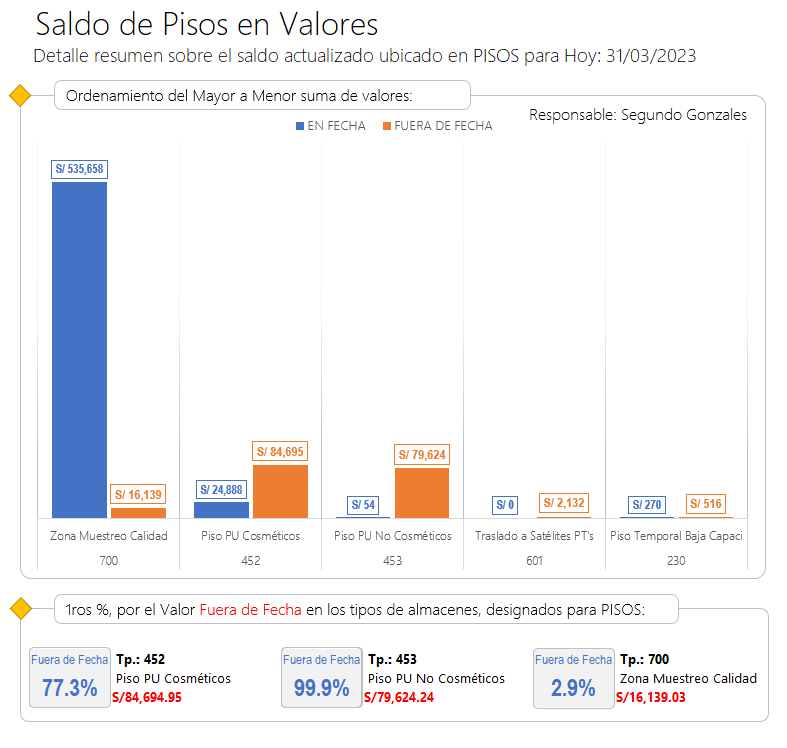 Saldo de Pisos en Valores
Detalle resumen sobre el saldo actualizado ubicado en PISOS para Hoy: 31/03/2023
Ordenamiento del Mayor a Menor suma de valores:
Responsable: Segundo Gonzales
EN FECHA FUERA DE FECHA
S/ 535,658
S/ 16,139
S/ 24,888
S/ 84,695
S/ 54
S/ 79,624
S/ 0
S/ 2,132
S/ 270
S/ 516
Zona Muestreo Calidad Piso PU Cosméticos Piso PU No Cosméticos Traslado a Satélites PT's Piso Temporal Baja Capaci
700 452 453 601 230
1ros %, por el Valor Fuera de Fecha en los tipos de almacenes, designados para PISOS:
Fuera de Fecha
77.3%
Tp.: 452
Piso PU Cosméticos
S/84,694.95
Fuera de Fecha
99.9%
Tp.: 453
Piso PU No Cosméticos
S/79,624.24
Fuera de Fecha
2.9%
Tp.: 700
Zona Muestreo Calidad
S/16,139.03